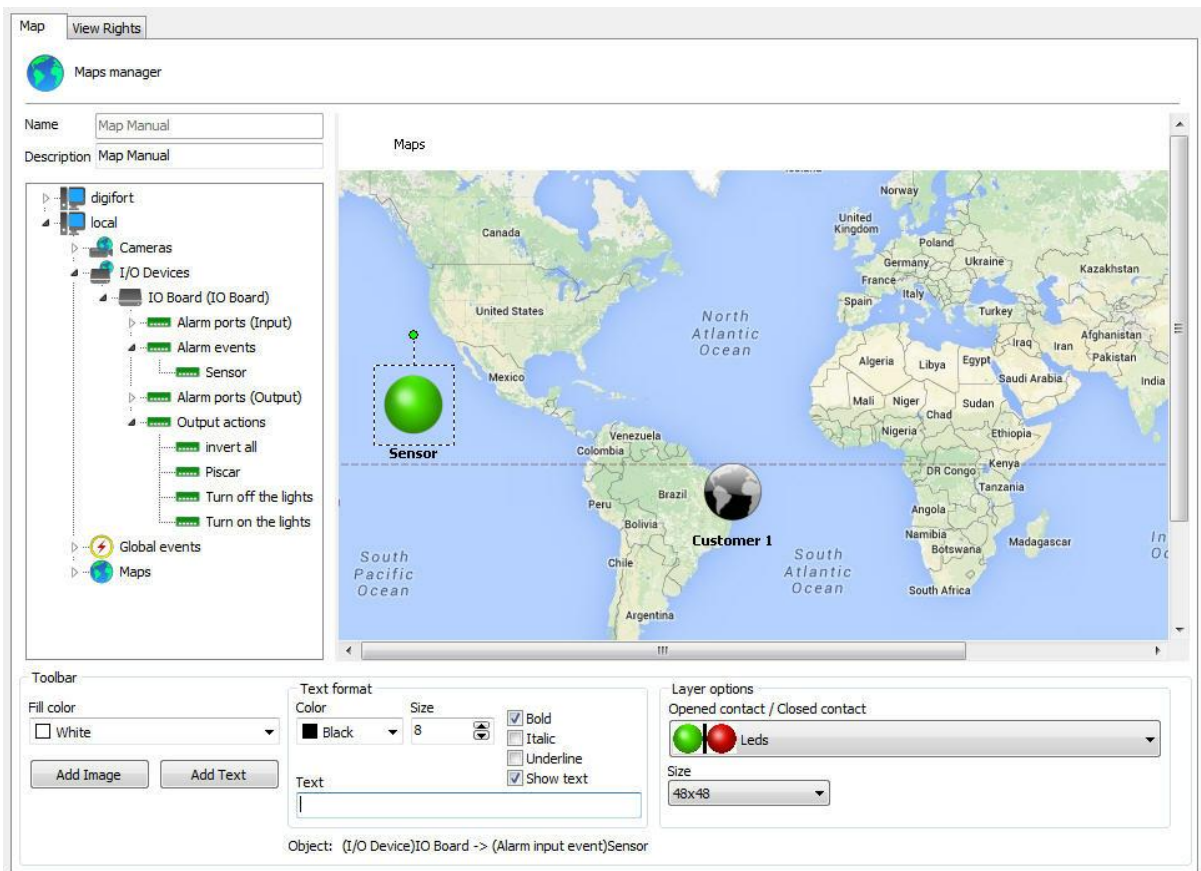 Map
View Rights
Maps manager
Name
Map Manual
Description
Map Manual
digifort
local
Cameras
I/O Devices
IO Board (IO Board)
Alarm ports (Input)
Alarm events
Sensor
Alarm ports (Output)
Output actions
invert all
Piscar
Turn off the lights
Turn on the lights
Global events
Maps
Maps
Norway
Canada
United
Kingdom
Poland
Germany
Ukraine
Kazakhstan
France
Italy
Spain
United States
North
Atlantic
Ocean
Turkey
Afghanistan
Iraq
Iran
Pakistan
Algeria
Libya
Egypt
Saudi Arabia
India
Mexico
Mali
Niger
Chad
Sudan
Nigeria
Ethiopia
Venezuela
Colombia
Sensor
DR Congo
Kenya
Tanzania
Brazil
Peru
Angola
Bolivia
Customer 1
Namibia
Botswana
Madagascar
In
Oc
South
Pacific
Ocean
Chile
South
Atlantic
Ocean
South Africa
Argentina
Toolbar
Fill color
White
Add Image
Add Text
Text format
Color
Black
Size
8
Bold
Italic
Underline
Show text
Text
Layer options
Opened contact / Closed contact
Leds
Size
48x48
Object: (I/O Device)IO Board -> (Alarm input event)Sensor